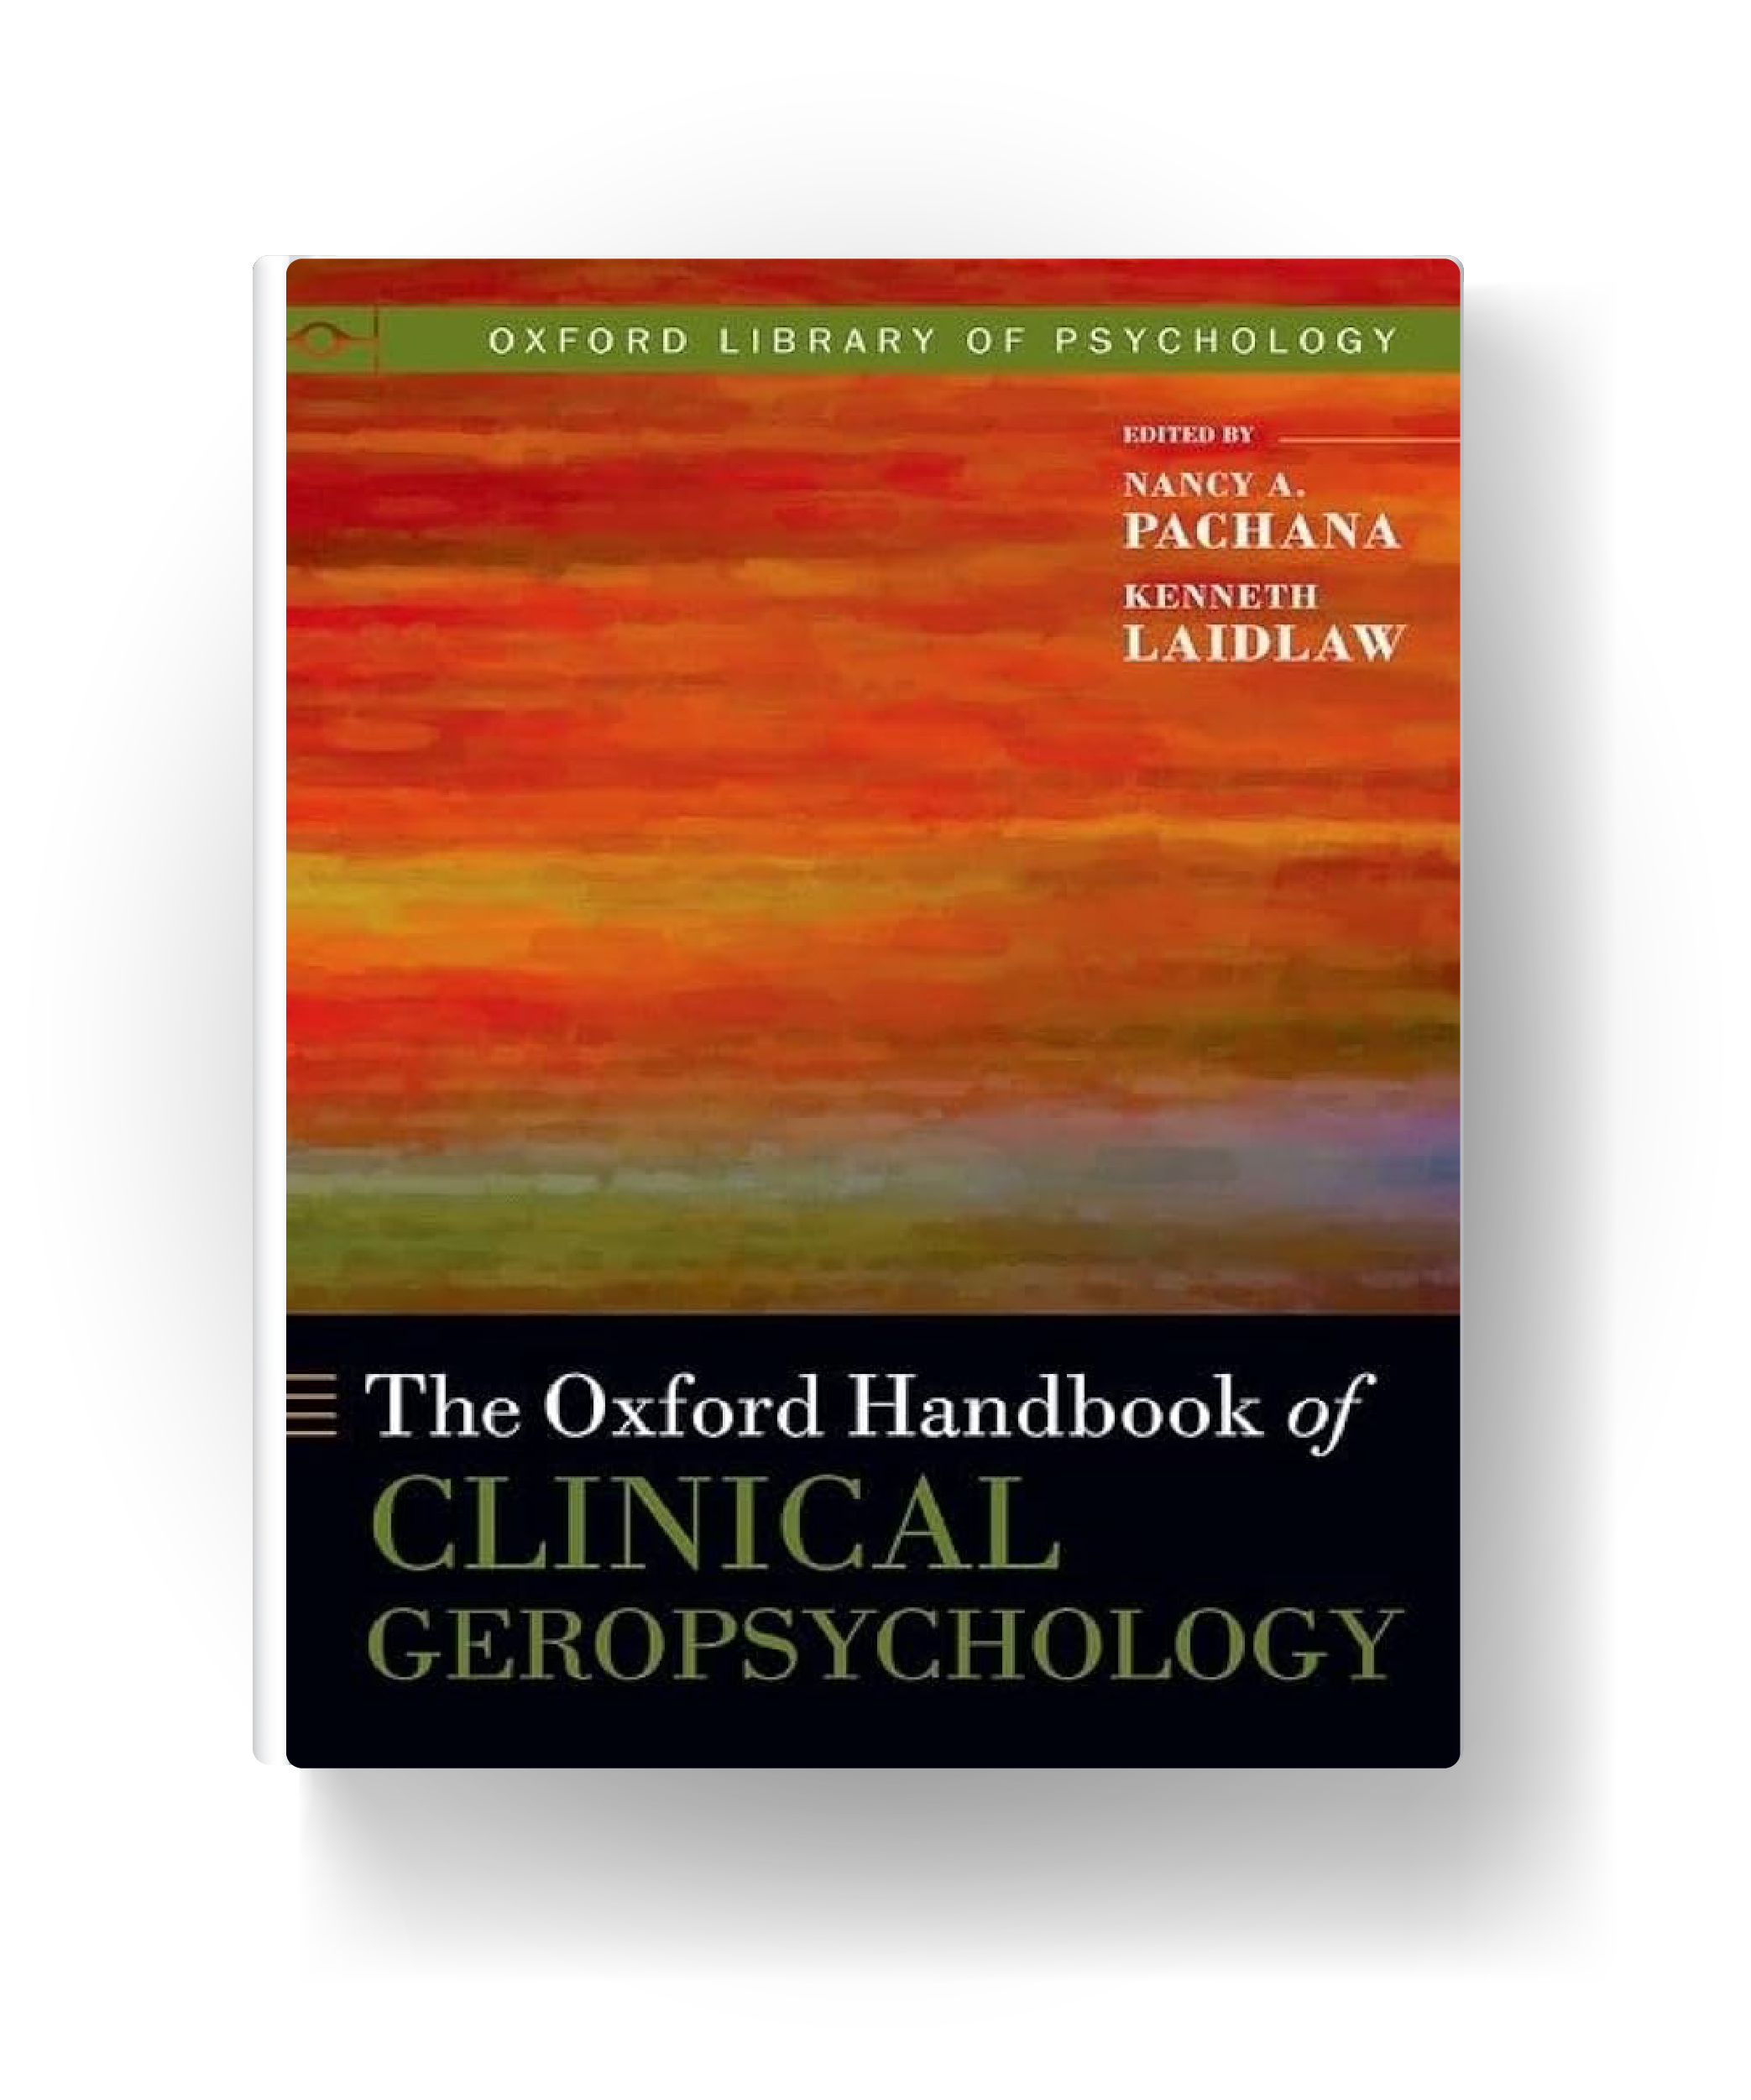 OXFORD LIBRARY OF PSYCHOLOGY
EDITED BY
NANCY A.
PACHANA
KENNETH
LAIDLAW
The Oxford Handbook of
CLINICAL
GEROPSYCHOLOGY